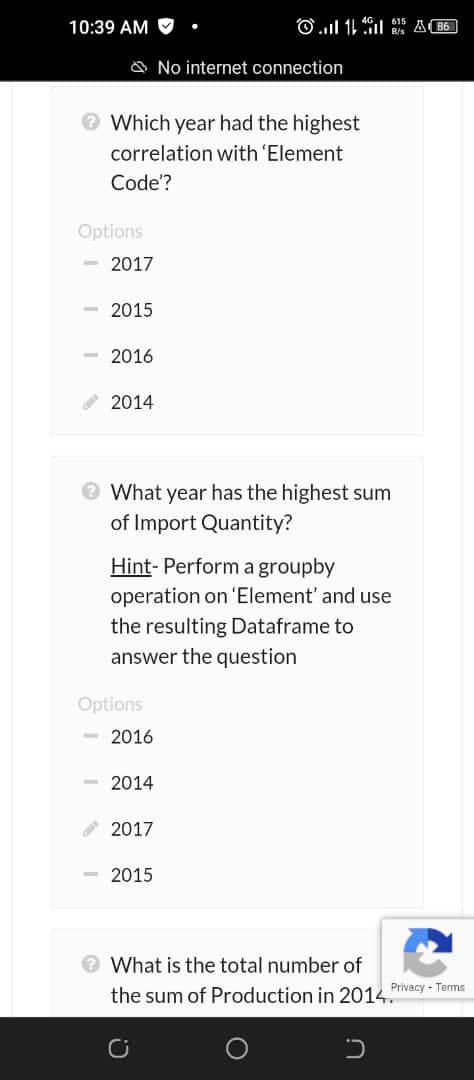 10:39 AM
4G 615 B/s 86
No internet connection
Which year had the highest
correlation with ‘Element
Code’?
Options
2017
2015
2016
2014
What year has the highest sum
of Import Quantity?
Hint- Perform a groupby
operation on ‘Element’ and use
the resulting Dataframe to
answer the question
Options
2016
2014
2017
2015
What is the total number of
the sum of Production in 2014.
Privacy - Terms